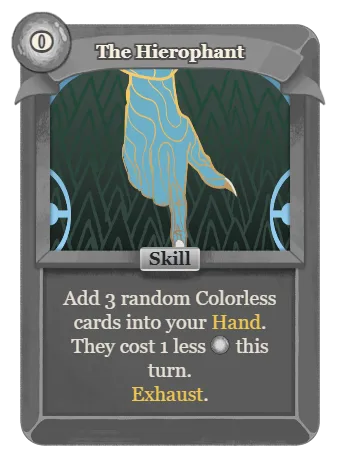 0
The Hierophant
Skill
Add 3 random Colorless
cards into your Hand.
They cost 1 less this
turn.
Exhaust.